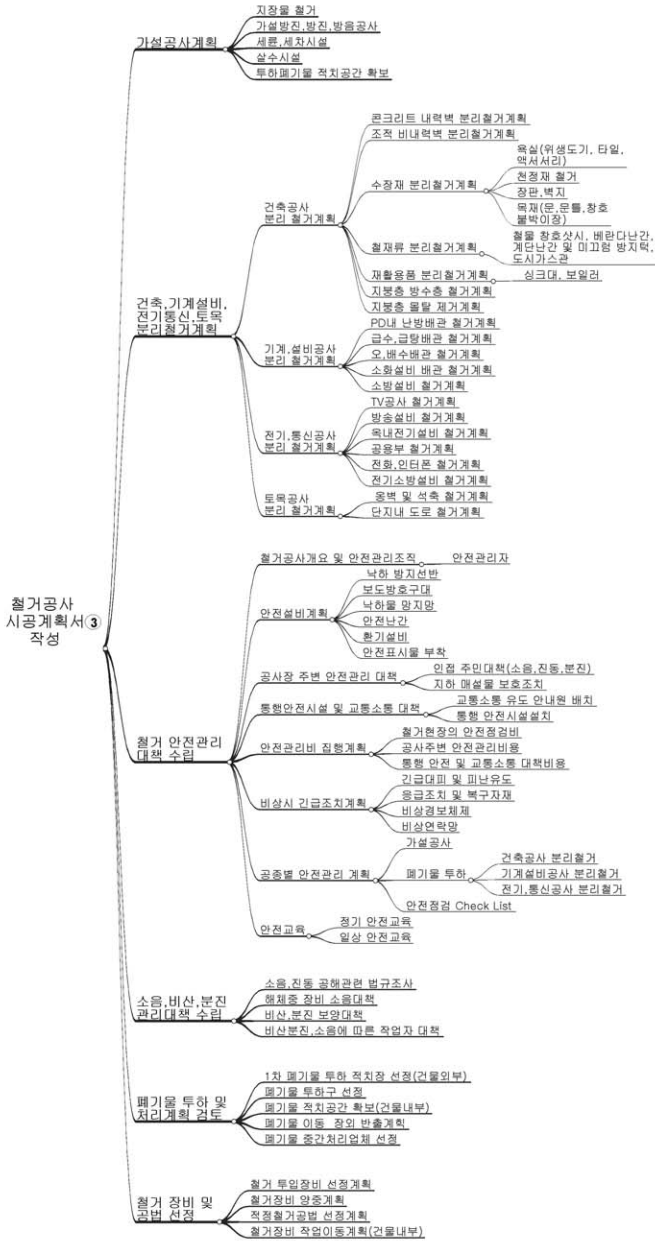 지장물 철거
가설방진,방진,방음공사
가설공사계획
세륜,세차시설
살수시설
투하폐기물 적치공간 확보
콘크리트 내력벽 분리철거계획
조적 비내력벽 분리철거계획
욕실(위생도기, 타일,
액서서리)
수장재 분리철거계획
천정재 철거
장판,벽지
목재(문,문틀,창호
붙박이장)
건축공사
분리 철거계획
철재류 분리철거계획
철물 창호샷시, 베란다난간,
계단난간 및 미끄럼 방지턱,
도시가스관
재활용품 분리철거계획
싱크대, 보일러
지붕층 방수층 철거계획
지붕층 몰탈 제거계획
건축,기계설비,
전기통신,토목
분리철거계획
PD내 난방배관 철거계획
급수,급탕배관 철거계획
기계,설비공사
분리 철거계획
오,배수배관 철거계획
소화설비 배관 철거계획
소방설비 철거계획
TV공사 철거계획
방송설비 철거계획
전기,통신공사
분리 철거계획
옥내전기설비 철거계획
공용부 철거계획
전화,인터폰 철거계획
전기소방설비 철거계획
토목공사
분리 철거계획
옹벽 및 석축 철거계획
단지내 도로 철거계획
철거공사
시공계획서③
작성
철거공사개요 및 안전관리조직
안전관리자
낙하 방지선반
보도방호구대
안전설비계획
낙하물 망지망
안전난간
환기설비
안전표시물 부착
공사장 주변 안전관리 대책
인접 주민대책(소음,진동,분진)
지하 매설물 보호조치
통행안전시설 및 교통소통 대책
교통소통 유도 안내원 배치
통행 안전시설설치
철거 안전관리
대책 수립
안전관리비 집행계획
철거현장의 안전점검비
공사주변 안전관리비용
통행 안전 및 교통소통 대책비용
비상시 긴급조치계획
긴급대피 및 피난유도
응급조치 및 복구자재
비상경보체제
비상연락망
공종별 안전관리 계획
가설공사
폐기물 투하
건축공사 분리철거
기계설비공사 분리철거
전기,통신공사 분리철거
안전점검 Check List
안전교육
정기 안전교육
일상 안전교육
소음,비산,분진
관리대책 수립
소음,진동 공해관련 법규조사
해체중 장비 소음대책
비산,분진 보양대책
비산분진,소음에 따른 작업자 대책
폐기물 투하 및
처리계획 검토
1차 폐기물 투하 적치장 선정(건물외부)
폐기물 투하구 선정
폐기물 적치공간 확보(건물내부)
폐기물 이동 장외 반출계획
폐기물 중간처리업체 선정
철거 장비 및
공법 선정
철거 투입장비 선정계획
철거장비 양중계획
적정철거공법 선정계획
철거장비 작업이동계획(건물내부)